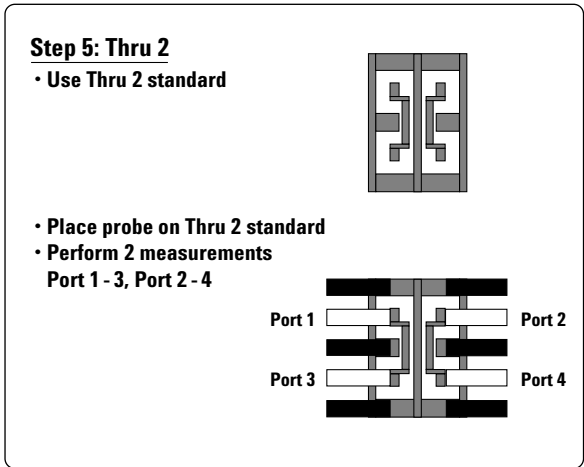 Step 5: Thru 2
• Use Thru 2 standard
• Place probe on Thru 2 standard
• Perform 2 measurements
Port 1 - 3, Port 2 - 4
Port 1
Port 2
Port 3
Port 4